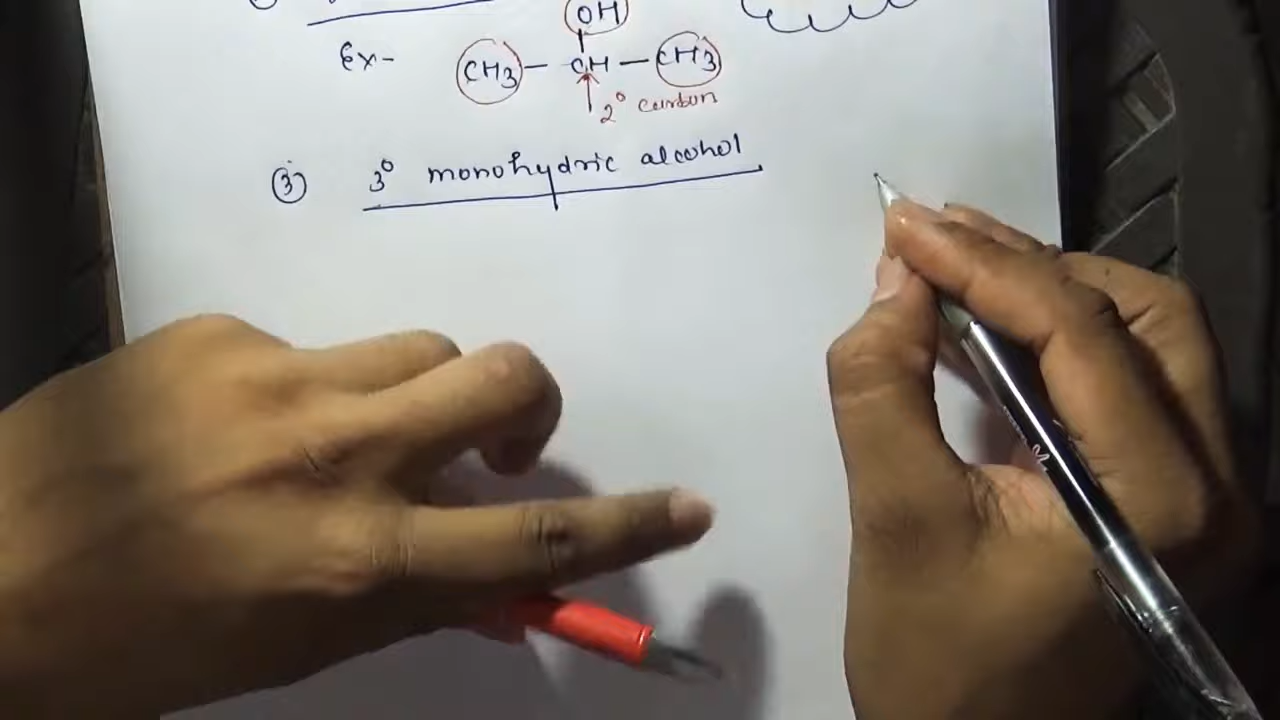 OH
Ex- CH3 - CH - CH3
2° carbon
(3) 3° monohydric alcohol